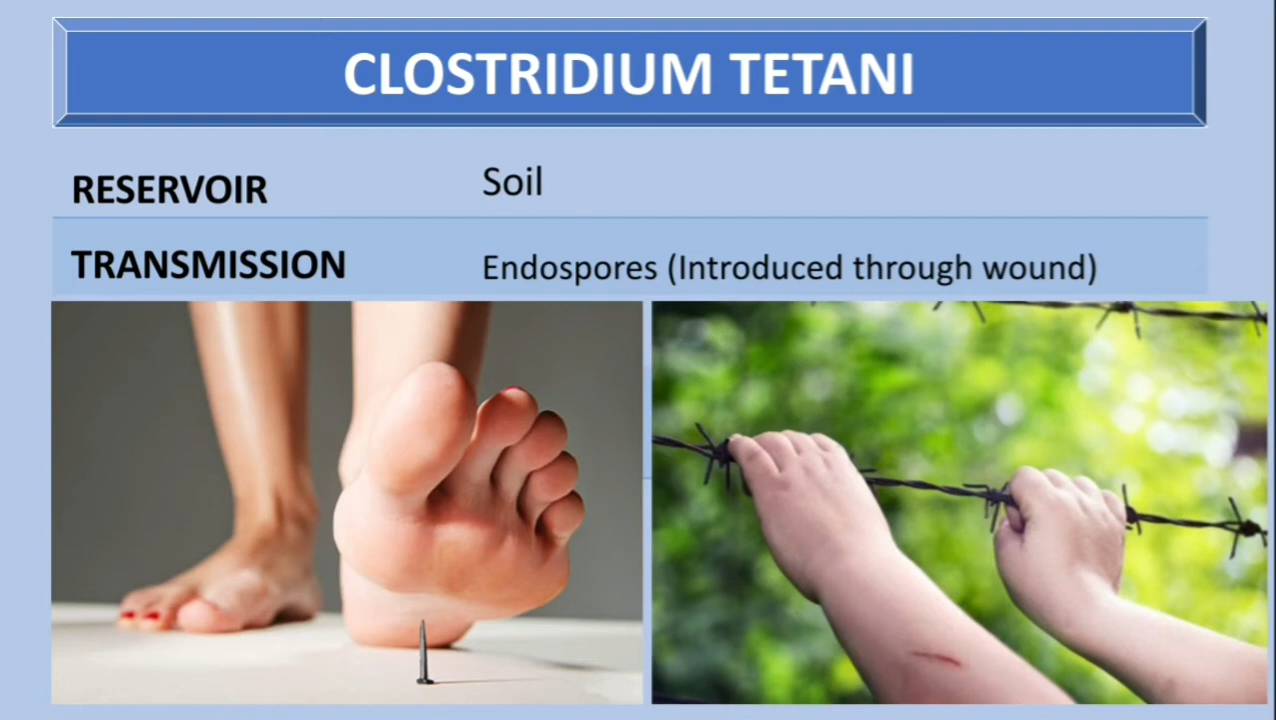 CLOSTRIDIUM TETANI
RESERVOIR Soil
TRANSMISSION Endospores (Introduced through wound)